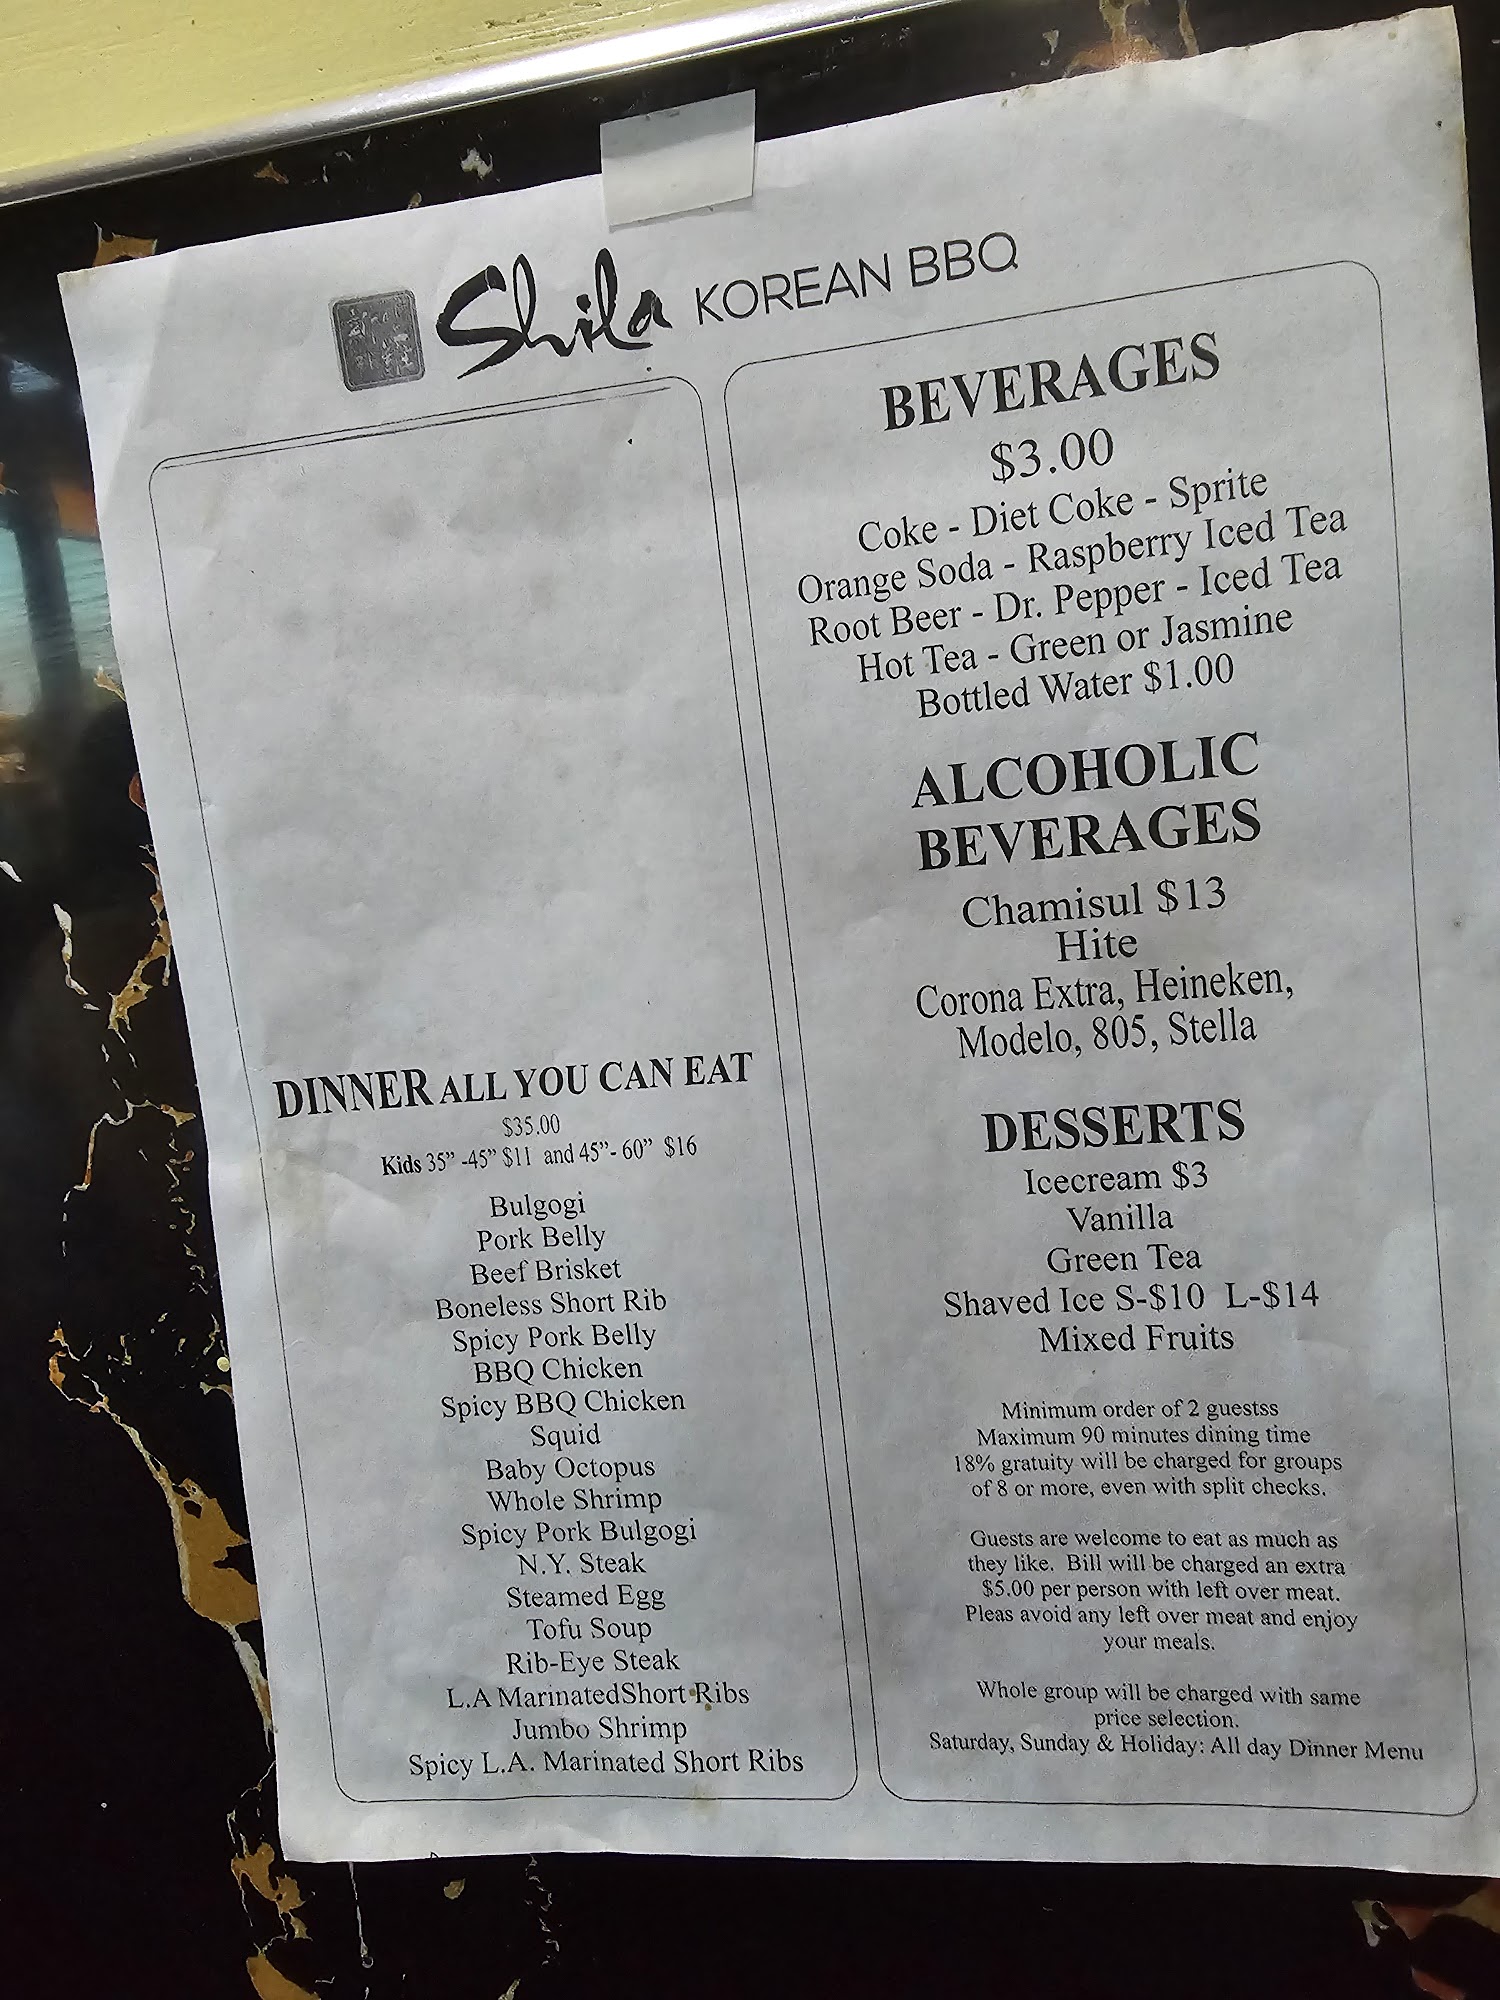 Shila KOREAN BBQ
DINNER ALL YOU CAN EAT
$35.00
Kids 35” -45” $11 and 45”- 60” $16
Bulgogi
Pork Belly
Beef Brisket
Boneless Short Rib
Spicy Pork Belly
BBQ Chicken
Spicy BBQ Chicken
Squid
Baby Octopus
Whole Shrimp
Spicy Pork Bulgogi
N.Y. Steak
Steamed Egg
Tofu Soup
Rib-Eye Steak
L.A MarinatedShort Ribs
Jumbo Shrimp
Spicy L.A. Marinated Short Ribs
BEVERAGES
$3.00
Coke - Diet Coke - Sprite
Orange Soda - Raspberry Iced Tea
Root Beer - Dr. Pepper - Iced Tea
Hot Tea - Green or Jasmine
Bottled Water $1.00
ALCOHOLIC
BEVERAGES
Chamisul $13
Hite
Corona Extra, Heineken,
Modelo, 805, Stella
DESSERTS
Icecream $3
Vanilla
Green Tea
Shaved Ice S-$10 L-$14
Mixed Fruits
Minimum order of 2 guestss
Maximum 90 minutes dining time
18% gratuity will be charged for groups
of 8 or more, even with split checks.
Guests are welcome to eat as much as
they like. Bill will be charged an extra
$5.00 per person with left over meat.
Pleas avoid any left over meat and enjoy
your meals.
Whole group will be charged with same
price selection.
Saturday, Sunday & Holiday: All day Dinner Menu